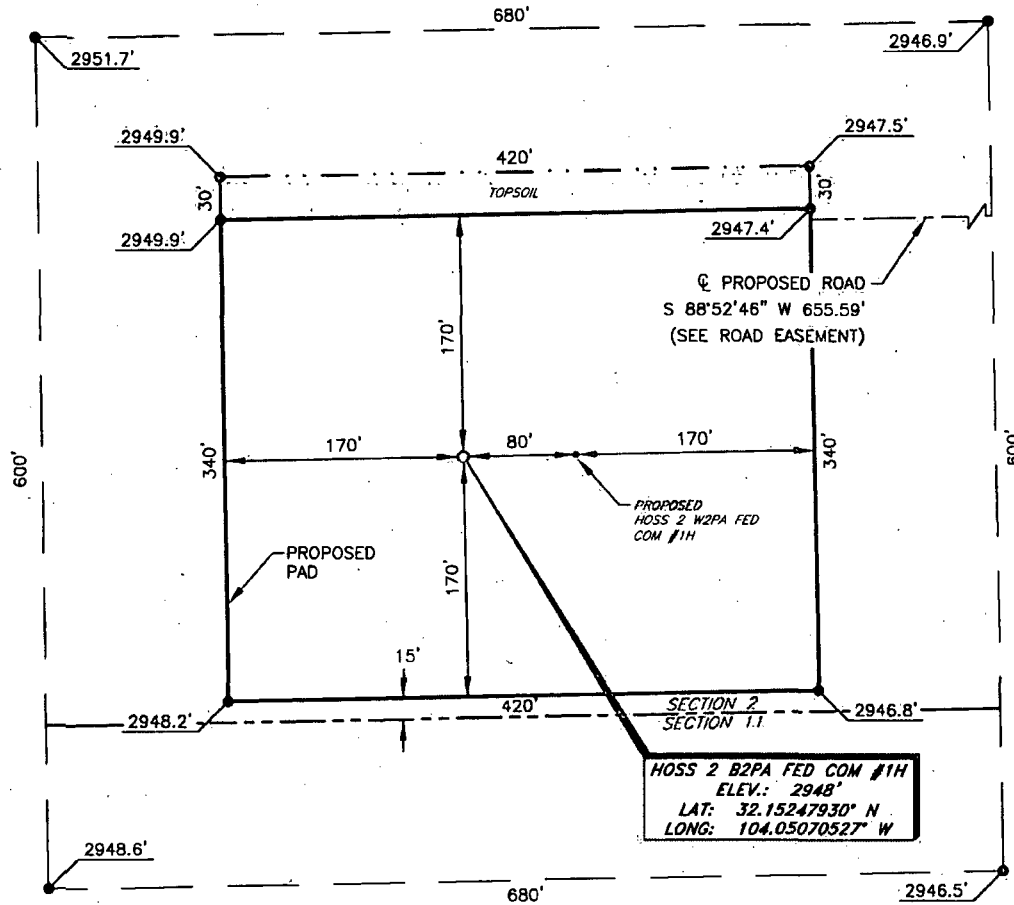 680'
2951.7'
2946.9'
2949.9'
420'
2947.5'
30'
TOPSOIL
30'
2949.9'
2947.4'
℄ PROPOSED ROAD
S 88°52'46" W 655.59'
(SEE ROAD EASEMENT)
170'
600'
340'
170'
80'
170'
340'
600'
PROPOSED
HOSS 2 W2PA FED
COM #1H
PROPOSED
PAD
170'
15'
2948.2'
420'
SECTION 2
SECTION 11
2946.8'
HOSS 2 B2PA FED COM #1H
ELEV.: 2948'
LAT: 32.15247930° N
LONG: 104.05070527° W
2948.6'
680'
2946.5'